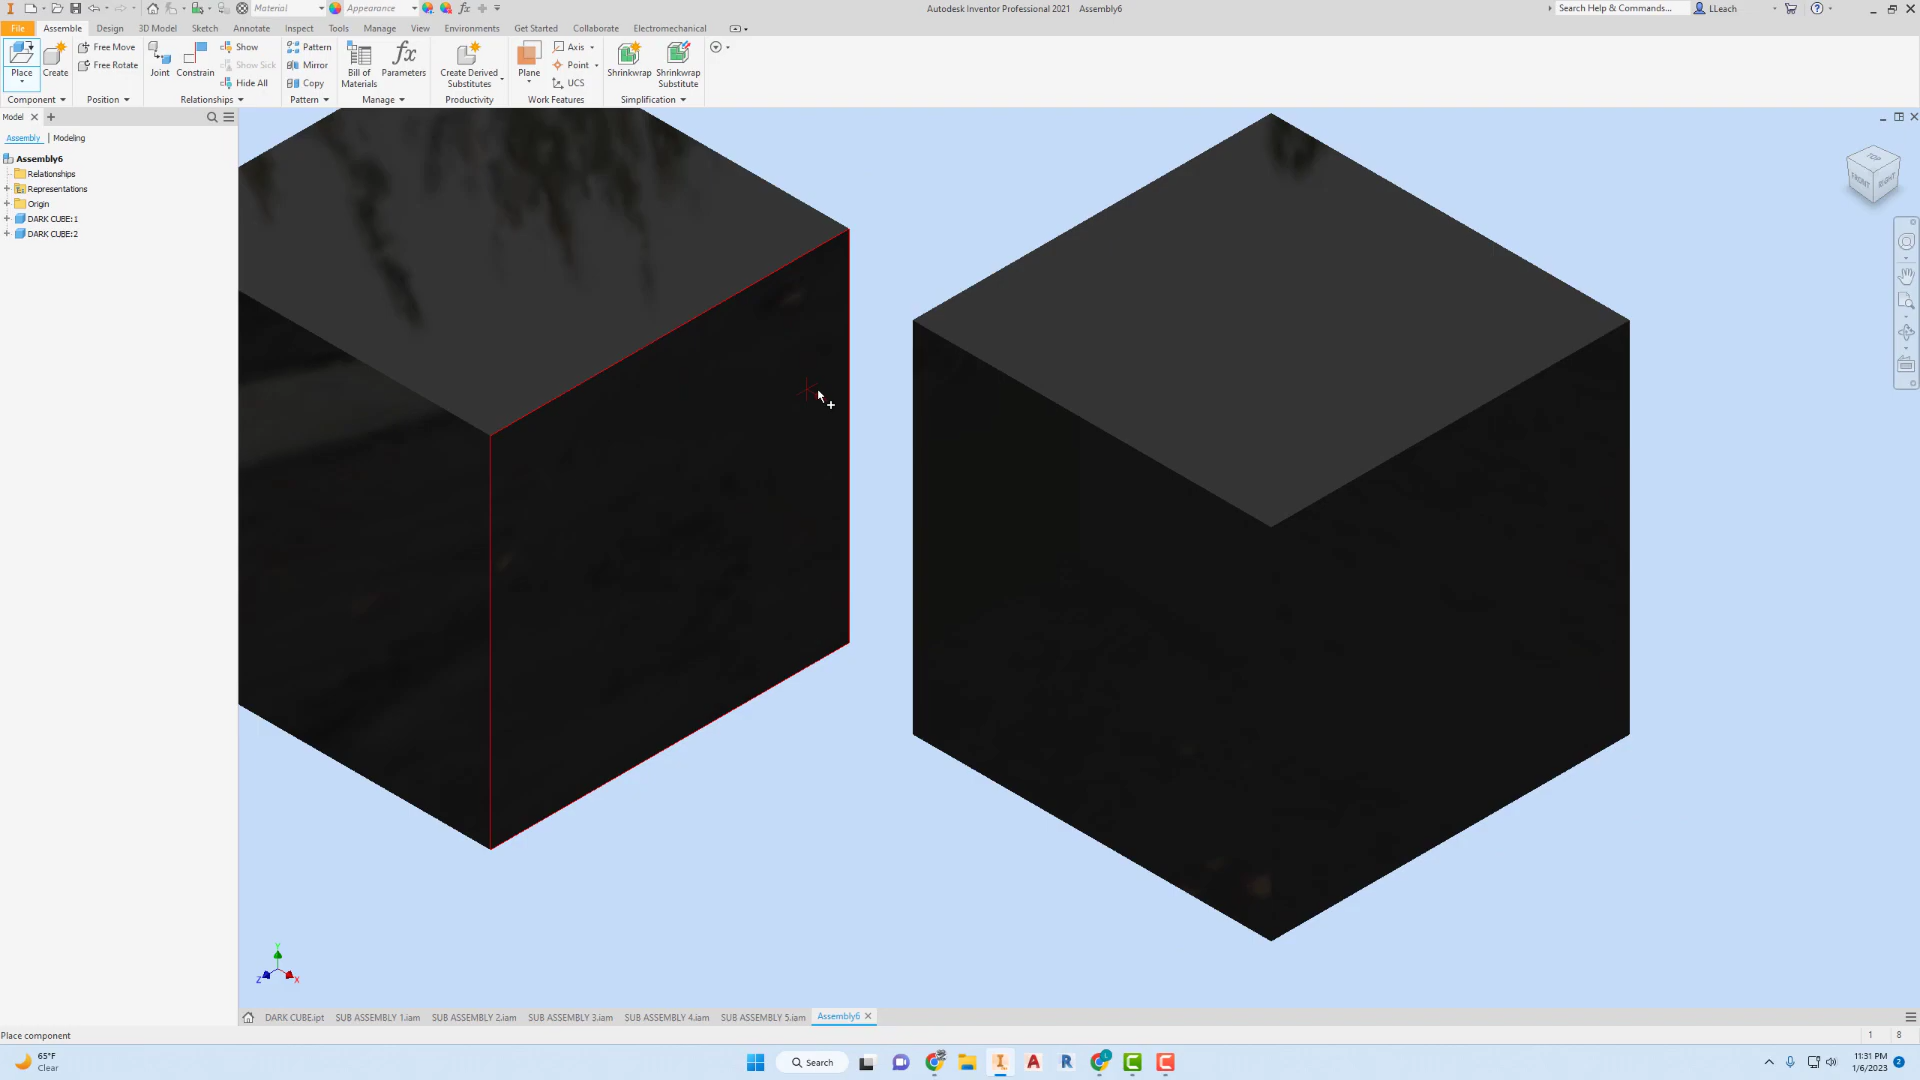 Material
Appearance
Autodesk Inventor Professional 2021 Assembly6
Search Help & Commands...
LLeach
File
Assemble
Design
3D Model
Sketch
Annotate
Inspect
Tools
Manage
View
Environments
Get Started
Collaborate
Electromechanical
Place
Create
Free Move
Free Rotate
Joint
Constrain
Show
Show Sick
Hide All
Pattern
Mirror
Copy
Bill of
Materials
fx
Parameters
Create Derived
Substitutes
Plane
Axis
Point
UCS
Shrinkwrap
Shrinkwrap
Substitute
Component
Position
Relationships
Pattern
Manage
Productivity
Work Features
Simplification
Model
Assembly
Modeling
Assembly6
Relationships
Representations
Origin
DARK CUBE:1
DARK CUBE:2
TOP
FRONT
RIGHT
Y
Z
X
DARK CUBE.ipt
SUB ASSEMBLY 1.iam
SUB ASSEMBLY 2.iam
SUB ASSEMBLY 3.iam
SUB ASSEMBLY 4.iam
SUB ASSEMBLY 5.iam
Assembly6
Place component
1
8
65°F
Clear
Search
11:31 PM
1/6/2023
2